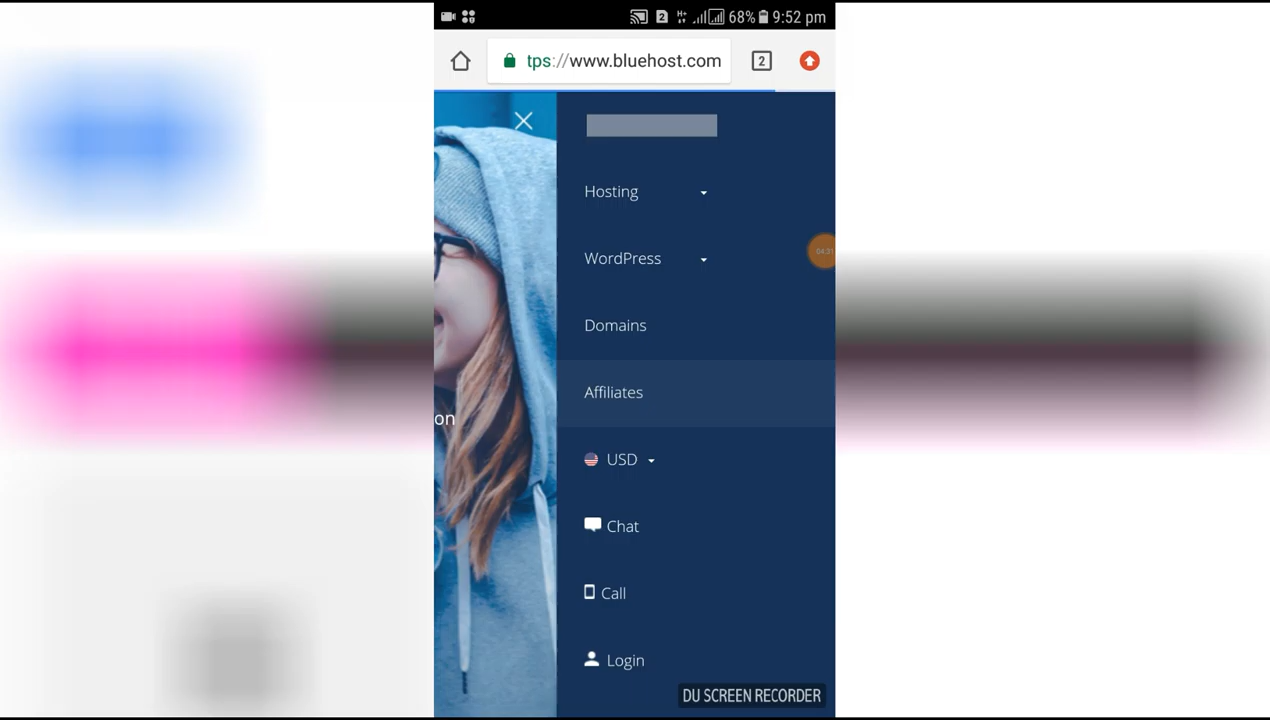 2 68% 9:52 pm
tps://www.bluehost.com 2
Hosting
WordPress
Domains
Affiliates
on
USD
Chat
Call
Login
DU SCREEN RECORDER